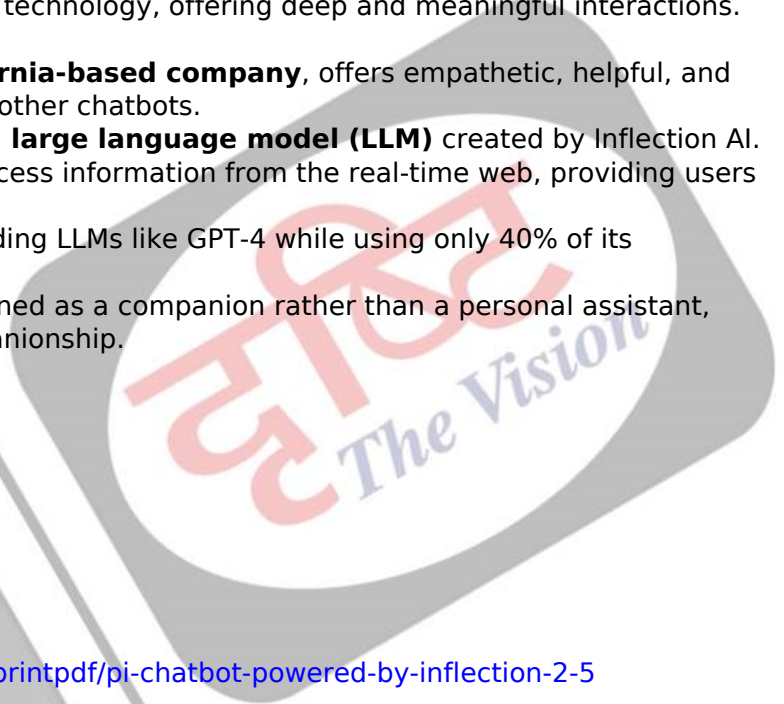 technology, offering deep and meaningful interactions.
rnia-based company, offers empathetic, helpful, and
other chatbots.
large language model (LLM) created by Inflection AI.
cess information from the real-time web, providing users
ding LLMs like GPT-4 while using only 40% of its
ned as a companion rather than a personal assistant,
anionship.
दृष्टि
The Vision
printpdf/pi-chatbot-powered-by-inflection-2-5